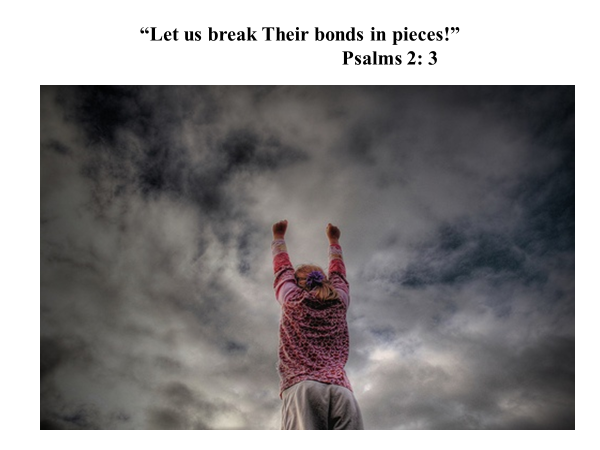 “Let us break Their bonds in pieces!”
Psalms 2: 3